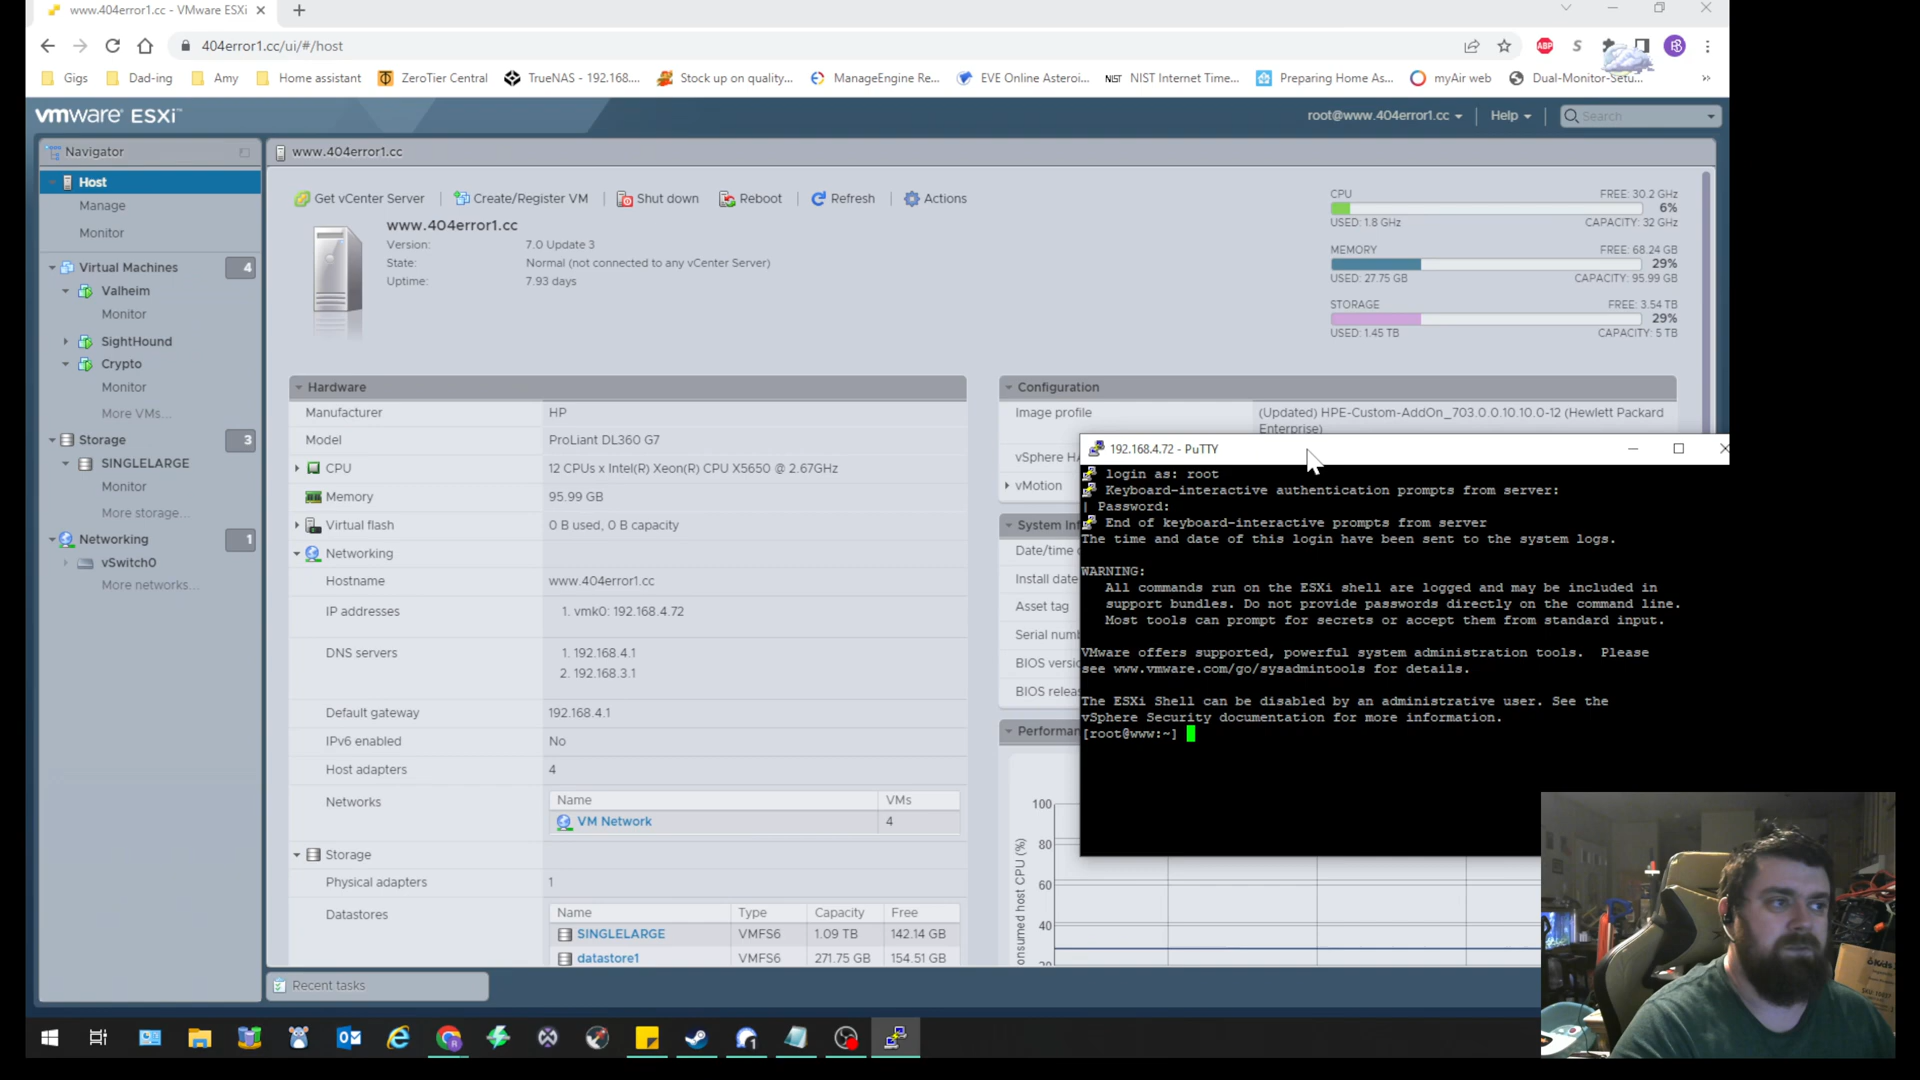 www.404error1.cc - VMware ESXi
404error1.cc/ui/#/host
ABP
S
Gigs
Dad-ing
Amy
Home assistant
ZeroTier Central
TrueNAS - 192.168....
Stock up on quality...
ManageEngine Re...
EVE Online Asteroi...
NIST
NIST Internet Time...
Preparing Home As...
myAir web
Dual-Monitor-Setu...
vmware ESXi
root@www.404error1.cc
Help
Search
Navigator
Host
Manage
Monitor
Virtual Machines
4
Valheim
Monitor
SightHound
Crypto
Monitor
More VMs...
Storage
3
SINGLELARGE
Monitor
More storage...
Networking
1
vSwitch0
More networks...
www.404error1.cc
Get vCenter Server
Create/Register VM
Shut down
Reboot
Refresh
Actions
www.404error1.cc
Version: 7.0 Update 3
State: Normal (not connected to any vCenter Server)
Uptime: 7.93 days
CPU FREE: 30.2 GHz
6%
USED: 1.8 GHz CAPACITY: 32 GHz
MEMORY FREE: 68.24 GB
29%
USED: 27.75 GB CAPACITY: 95.99 GB
STORAGE FREE: 3.54 TB
29%
USED: 1.45 TB CAPACITY: 5 TB
Hardware
Manufacturer HP
Model ProLiant DL360 G7
CPU 12 CPUs x Intel(R) Xeon(R) CPU X5650 @ 2.67GHz
Memory 95.99 GB
Virtual flash 0 B used, 0 B capacity
Networking
Hostname www.404error1.cc
IP addresses 1. vmk0: 192.168.4.72
DNS servers 1. 192.168.4.1
2. 192.168.3.1
Default gateway 192.168.4.1
IPv6 enabled No
Host adapters 4
Networks Name VMs
VM Network 4
Storage
Physical adapters 1
Datastores Name Type Capacity Free
SINGLELARGE VMFS6 1.09 TB 142.14 GB
datastore1 VMFS6 271.75 GB 154.51 GB
Configuration
Image profile (Updated) HPE-Custom-AddOn_703.0.0.10.10.0-12 (Hewlett Packard
Enterprise)
vSphere HA
vMotion
System In
Date/time
Install date
Asset tag
Serial num
BIOS versi
BIOS relea
Performan
100
80
60
40
20
onsumed host CPU (%)
192.168.4.72 - PuTTY
login as: root
Keyboard-interactive authentication prompts from server:
| Password:
End of keyboard-interactive prompts from server
The time and date of this login have been sent to the system logs.
WARNING:
All commands run on the ESXi shell are logged and may be included in
support bundles. Do not provide passwords directly on the command line.
Most tools can prompt for secrets or accept them from standard input.
VMware offers supported, powerful system administration tools.  Please
see www.vmware.com/go/sysadmintools for details.
The ESXi Shell can be disabled by an administrative user. See the
vSphere Security documentation for more information.
[root@www:~]
Recent tasks